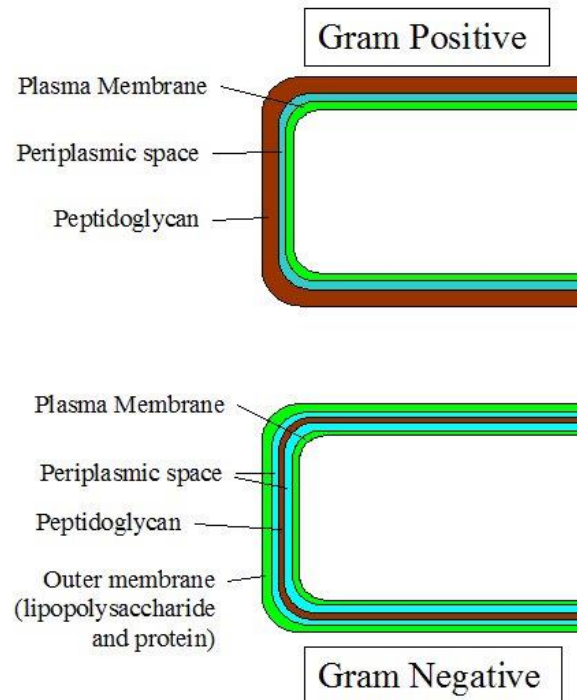 Gram Positive
Plasma Membrane
Periplasmic space
Peptidoglycan
Plasma Membrane
Periplasmic space
Peptidoglycan
Outer membrane
(lipopolysaccharide
and protein)
Gram Negative